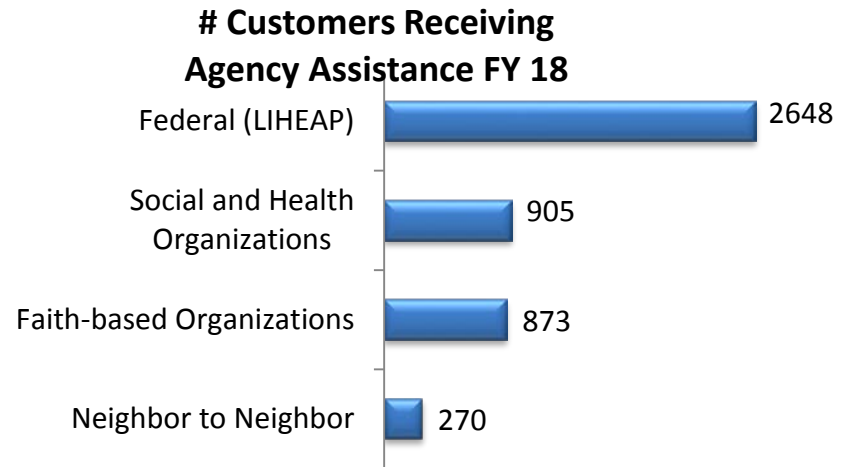 # Customers Receiving
Agency Assistance FY 18
Federal (LIHEAP)
2648
Social and Health
Organizations
905
Faith-based Organizations
873
Neighbor to Neighbor
270